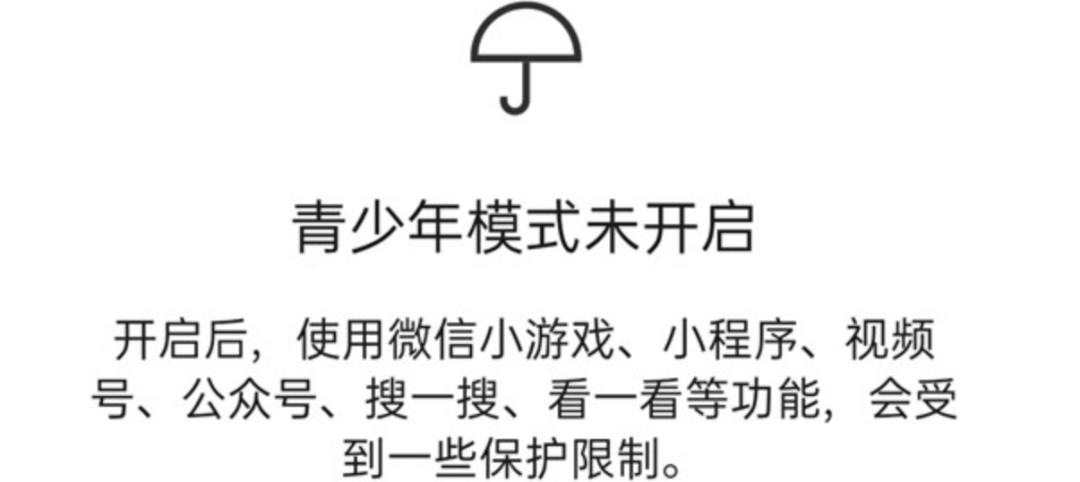 青少年模式未开启
开启后，使用微信小游戏、小程序、视频
号、公众号、搜一搜、看一看等功能，会受
到一些保护限制。